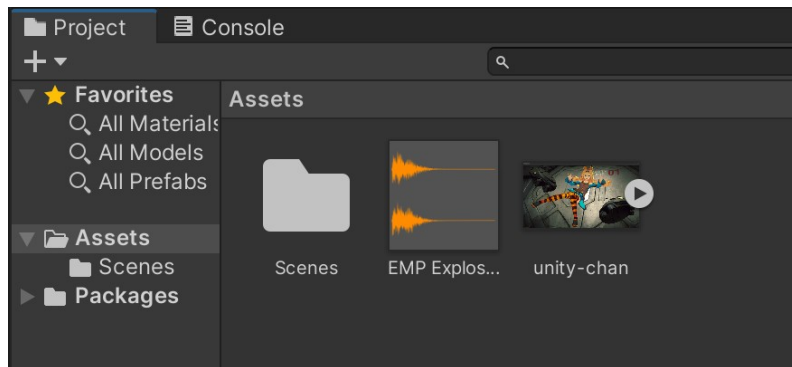 Project
Console
Favorites
Assets
All Materials
All Models
All Prefabs
Assets
Scenes
EMP Explos...
unity-chan
Scenes
Packages